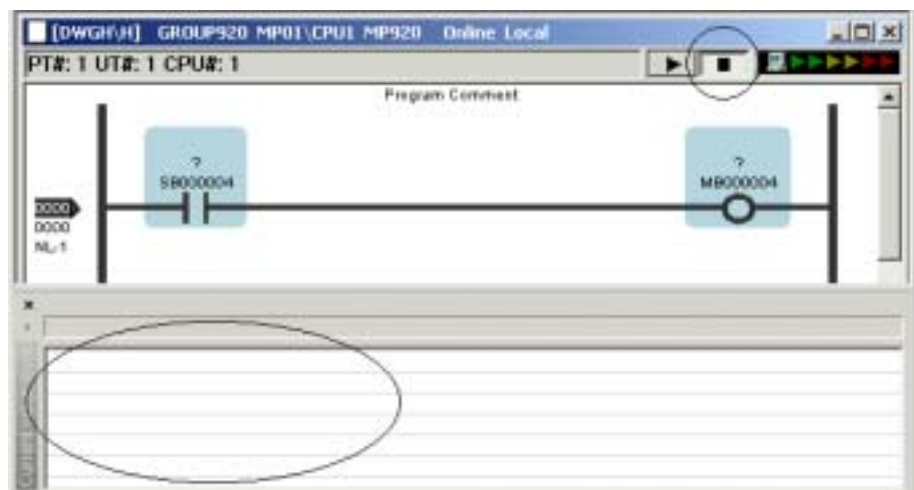 [DWGH\H] GROUP920 MP01\CPU1 MP920 Online Local
PT#: 1 UT#: 1 CPU#: 1
Program Comment
? ?
SB000004 MB000004
0000
0000
NL-1